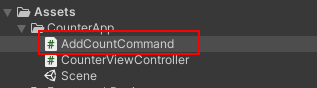 Assets
CounterApp
# AddCountCommand
# CounterViewController
Scene